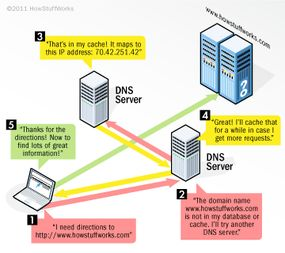 ©2011 HowStuffWorks
www.howstuffworks.com
3
"That's in my cache! It maps to
this IP address: 70.42.251.42"
DNS
Server
4
"Great! I'll cache that
for a while in case I
get more requests."
5
"Thanks for the
directions! Now to
find lots of great
information!"
DNS
Server
1
"I need directions to
http://www.howstuffworks.com"
2
"The domain name
www.howstuffworks.com
is not in my database or
cache. I'll try another
DNS server."